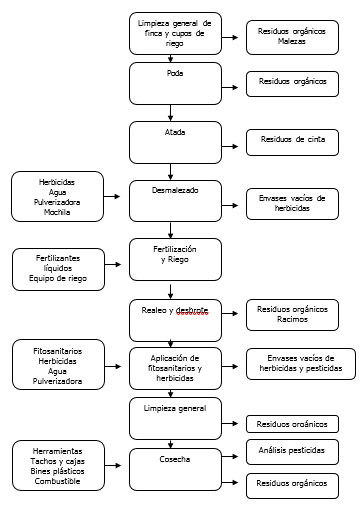 Limpieza general de
finca y cupos de
riego
Residuos orgánicos
Malezas
Poda
Residuos orgánicos
Atada
Residuos de cinta
Herbicidas
Agua
Pulverizadora
Mochila
Desmalezado
Envases vacíos de
herbicidas
Fertilizantes
líquidos
Equipo de riego
Fertilización
y Riego
Realeo y desbrote
Residuos orgánicos
Racimos
Fitosanitarios
Herbicidas
Agua
Pulverizadora
Aplicación de
fitosanitarios y
herbicidas
Envases vacíos de
herbicidas y pesticidas
Limpieza general
Residuos orgánicos
Herramientas
Tachos y cajas
Bines plásticos
Combustible
Cosecha
Análisis pesticidas
Residuos orgánicos